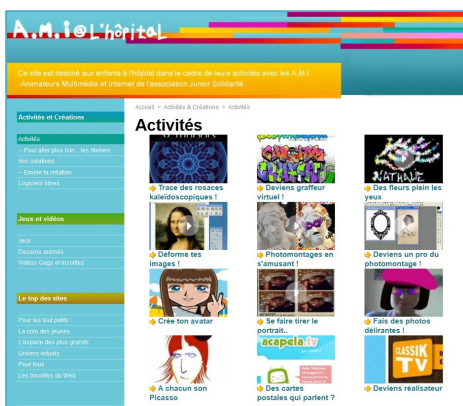 A.M.i@L'hôpital
Ce site est destiné aux enfants à l'hôpital dans le cadre de leurs activités avec les A.M.I
-Animateurs Multimédia et Internet de l'association Junior Solidarité.
Accueil > Activités & Créations > Activités
Activités et Créations
Activités
– Pour aller plus loin... les Ateliers
Vos créations
– Envoie ta création
Logiciels libres
Jeux et vidéos
Jeux
Dessins animés
Vidéos Gags et Insolites
Le top des sites
Pour les tout petits
Le coin des jeunes
L'espace des plus grands
Univers virtuels
Pour tous
Les Insolites du Web
Activités
Trace des rosaces
kaleïdoscopiques !
Deviens graffeur
virtuel !
NATHALIE
Des fleurs plein les
yeux
Déforme tes
images !
Photomontages en
s'amusant !
Deviens un pro du
photomontage !
Crée ton avatar
Se faire tirer le
portrait..
Fais des photos
délirantes !
A chacun son
Picasso
acapela.tv
Des cartes
postales qui parlent ?
CLASSIK
TV
Deviens réalisateur